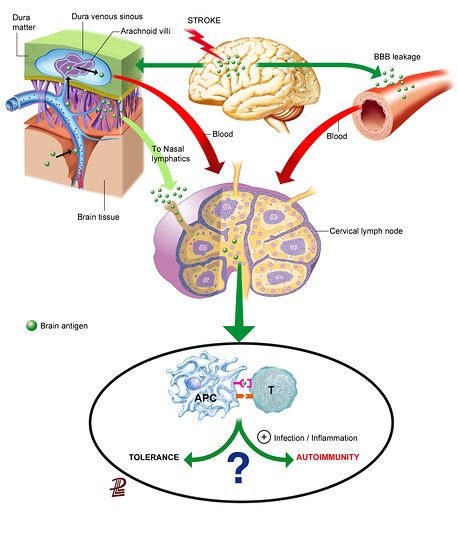 Dura
matter
Dura venous sinous
Arachnoid villi
STROKE
BBB leakage
Blood
Blood
To Nasal
lymphatics
Brain tissue
Cervical lymph node
Brain antigen
APC
T
+ Infection / Inflammation
TOLERANCE
?
AUTOIMMUNITY